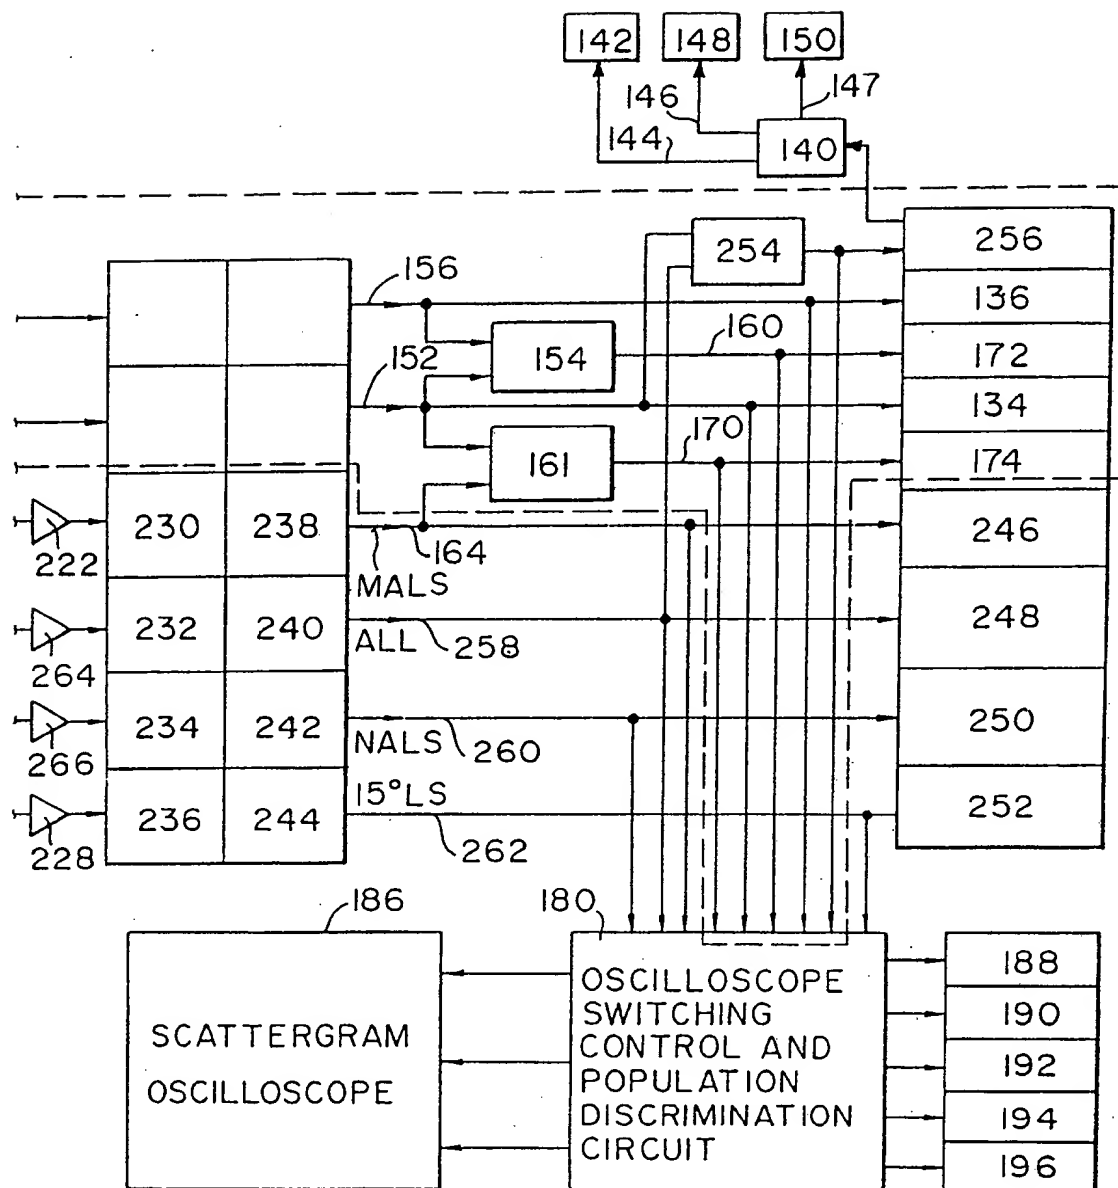 142 148 150
146 147
144 140
256
156 254
136
154 160 172
152
134
161 170 174
230 238 246
222 164
MALS
232 240 248
ALL 258
264
234 242 250
NALS 260
266
15°LS
236 244 252
228 262
186 180
188
OSCILLOSCOPE
SWITCHING 190
SCATTERGRAM CONTROL AND 192
OSCILLOSCOPE POPULATION
DISCRIMINATION 194
CIRCUIT 196